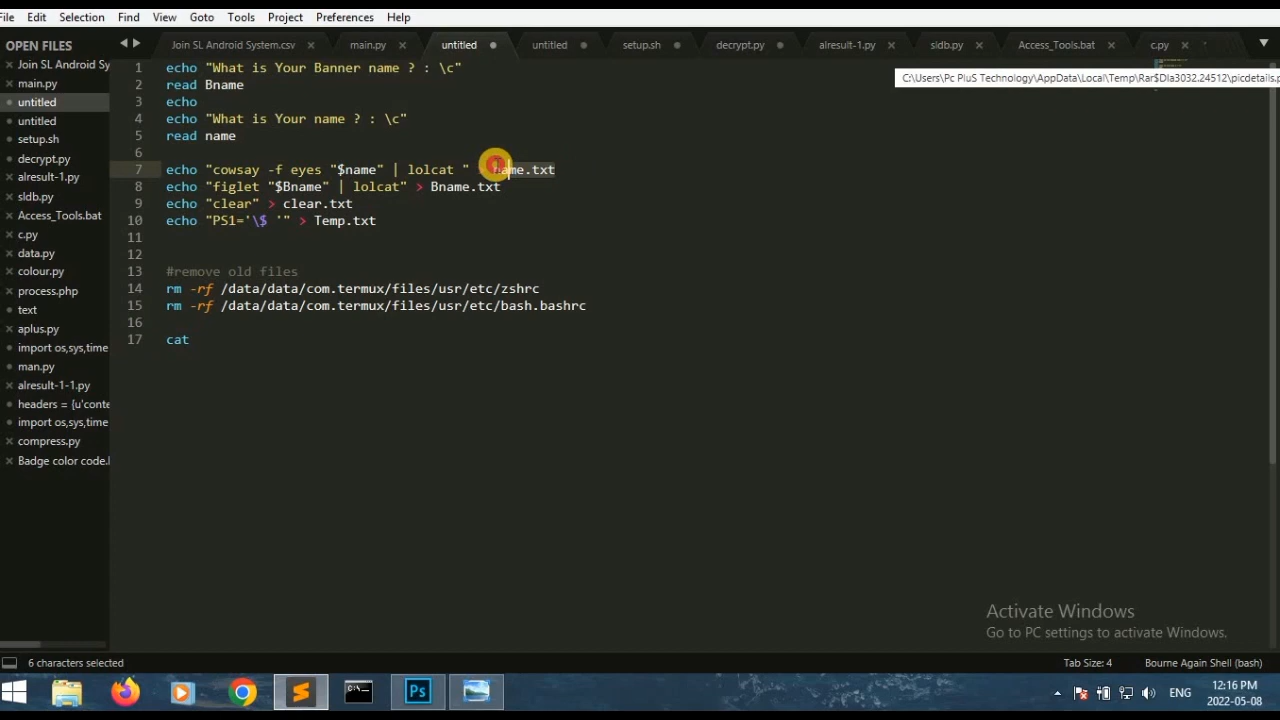 File Edit Selection Find View Goto Tools Project Preferences Help
OPEN FILES
Join SL Android Sy
main.py
untitled
untitled
setup.sh
decrypt.py
alresult-1.py
sldb.py
Access_Tools.bat
c.py
data.py
colour.py
process.php
text
aplus.py
import os,sys,time
man.py
alresult-1-1.py
headers = {u'conte
import os,sys,time
compress.py
Badge color code.l
Join SL Android System.csv main.py untitled untitled setup.sh decrypt.py alresult-1.py sldb.py Access_Tools.bat c.py
C:\Users\Pc PluS Technology\AppData\Local\Temp\Rar$DIa3032.24512\picdetails.p
1 echo "What is Your Banner name ? : \c"
2 read Bname
3 echo
4 echo "What is Your name ? : \c"
5 read name
6
7 echo "cowsay -f eyes "$name" | lolcat " name.txt
8 echo "figlet "$Bname" | lolcat" > Bname.txt
9 echo "clear" > clear.txt
10 echo "PS1='\$ '" > Temp.txt
11
12
13 #remove old files
14 rm -rf /data/data/com.termux/files/usr/etc/zshrc
15 rm -rf /data/data/com.termux/files/usr/etc/bash.bashrc
16
17 cat
Activate Windows
Go to PC settings to activate Windows.
6 characters selected
Tab Size: 4 Bourne Again Shell (bash)
Ps
ENG
12:16 PM
2022-05-08